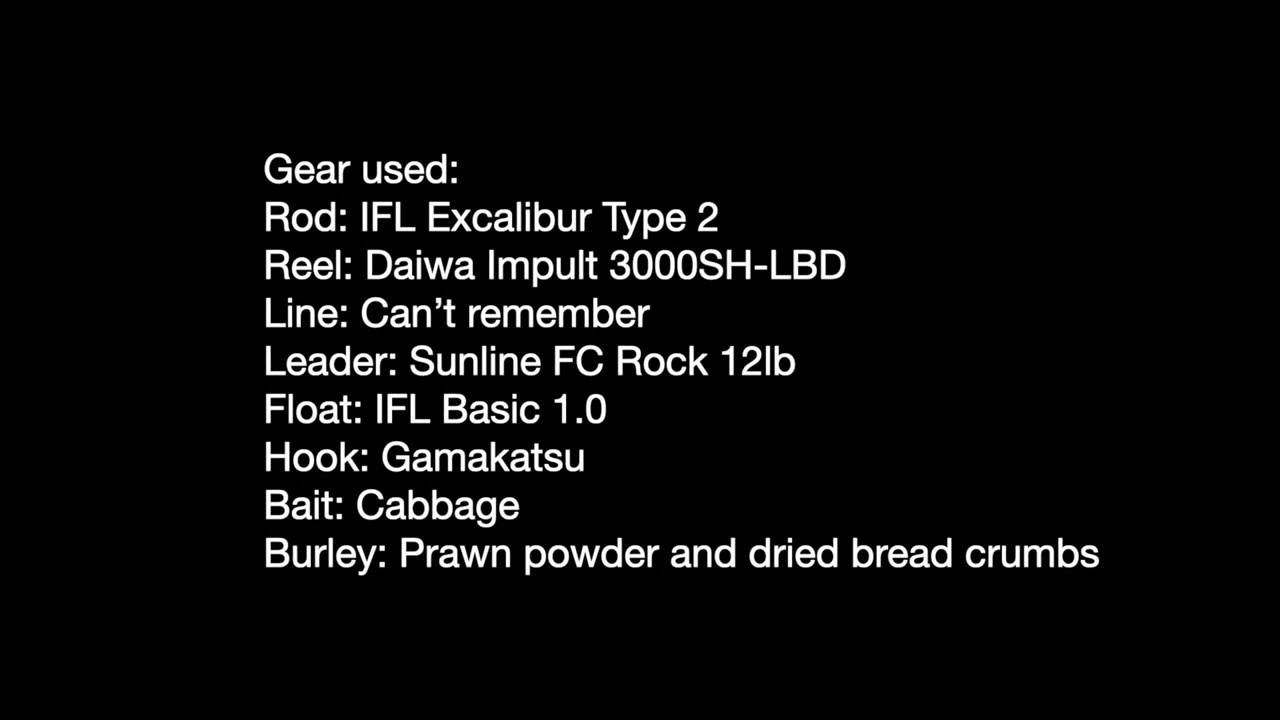 Gear used:
Rod: IFL Excalibur Type 2
Reel: Daiwa Impult 3000SH-LBD
Line: Can’t remember
Leader: Sunline FC Rock 12lb
Float: IFL Basic 1.0
Hook: Gamakatsu
Bait: Cabbage
Burley: Prawn powder and dried bread crumbs